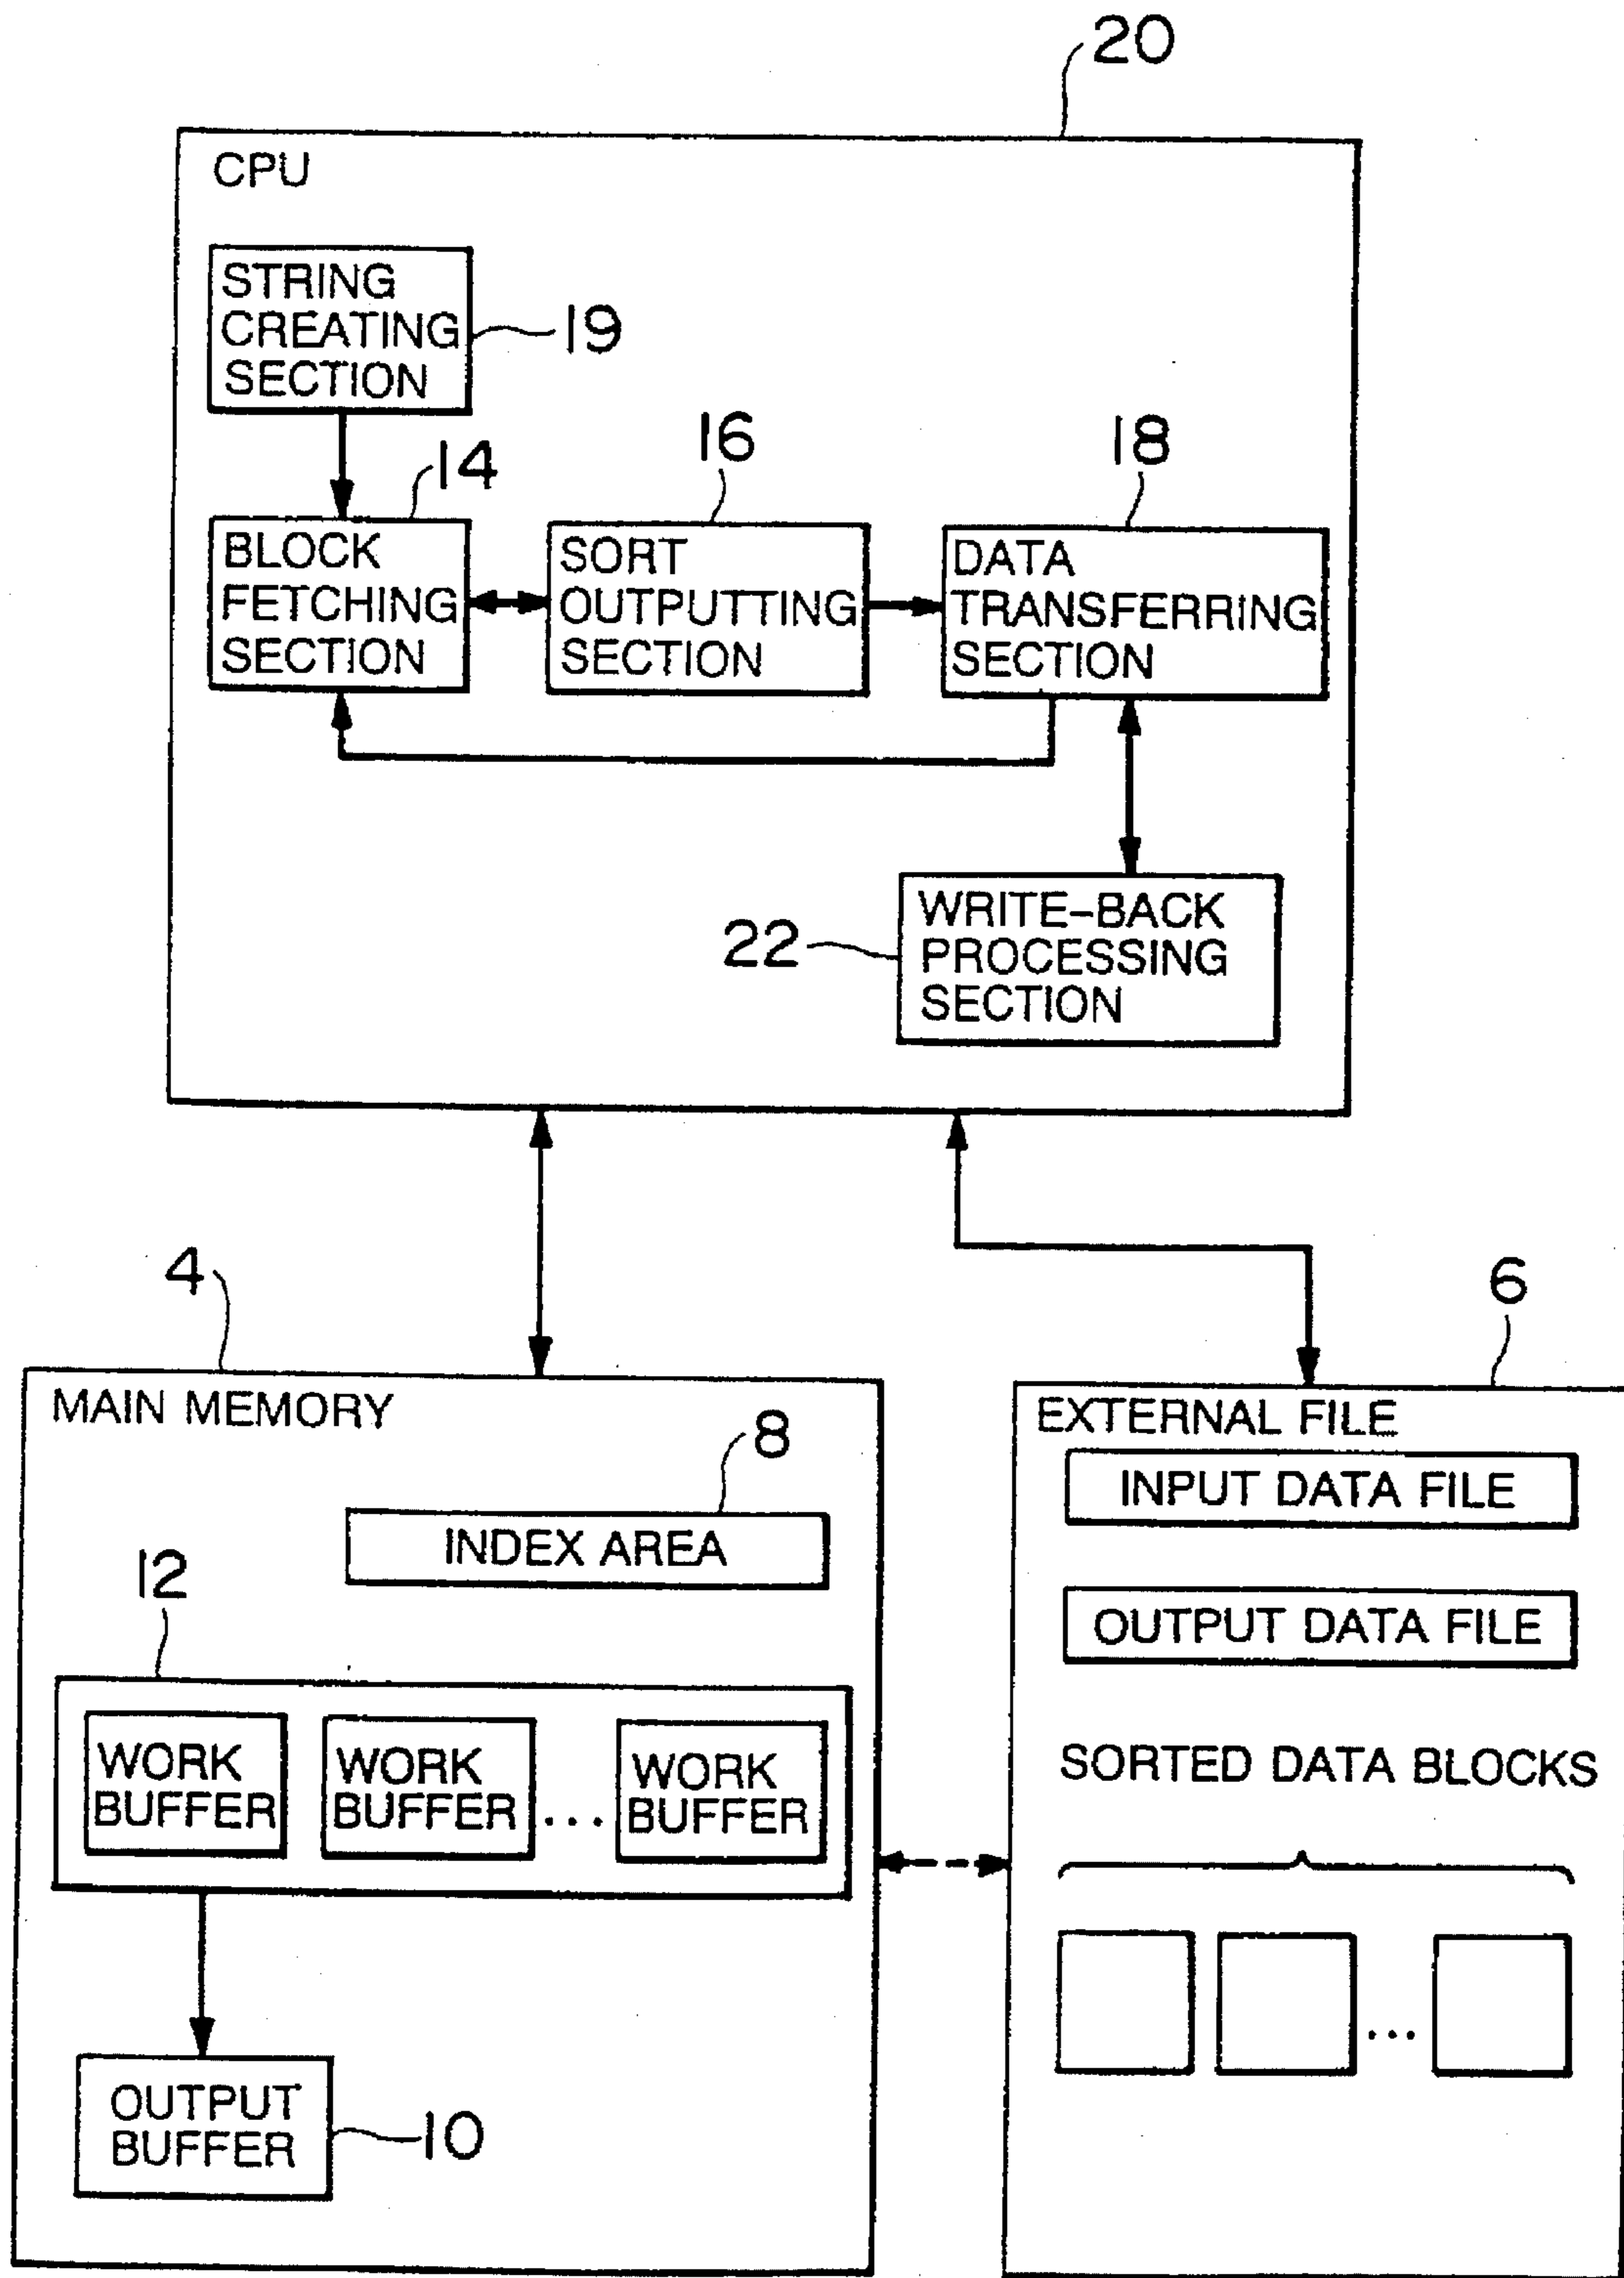 20
CPU
STRING
CREATING
SECTION
19
14
16
18
BLOCK
FETCHING
SECTION
SORT
OUTPUTTING
SECTION
DATA
TRANSFERRING
SECTION
22
WRITE-BACK
PROCESSING
SECTION
4
6
MAIN MEMORY
8
INDEX AREA
12
WORK
BUFFER
WORK
BUFFER
...
WORK
BUFFER
OUTPUT
BUFFER
10
EXTERNAL FILE
INPUT DATA FILE
OUTPUT DATA FILE
SORTED DATA BLOCKS
...